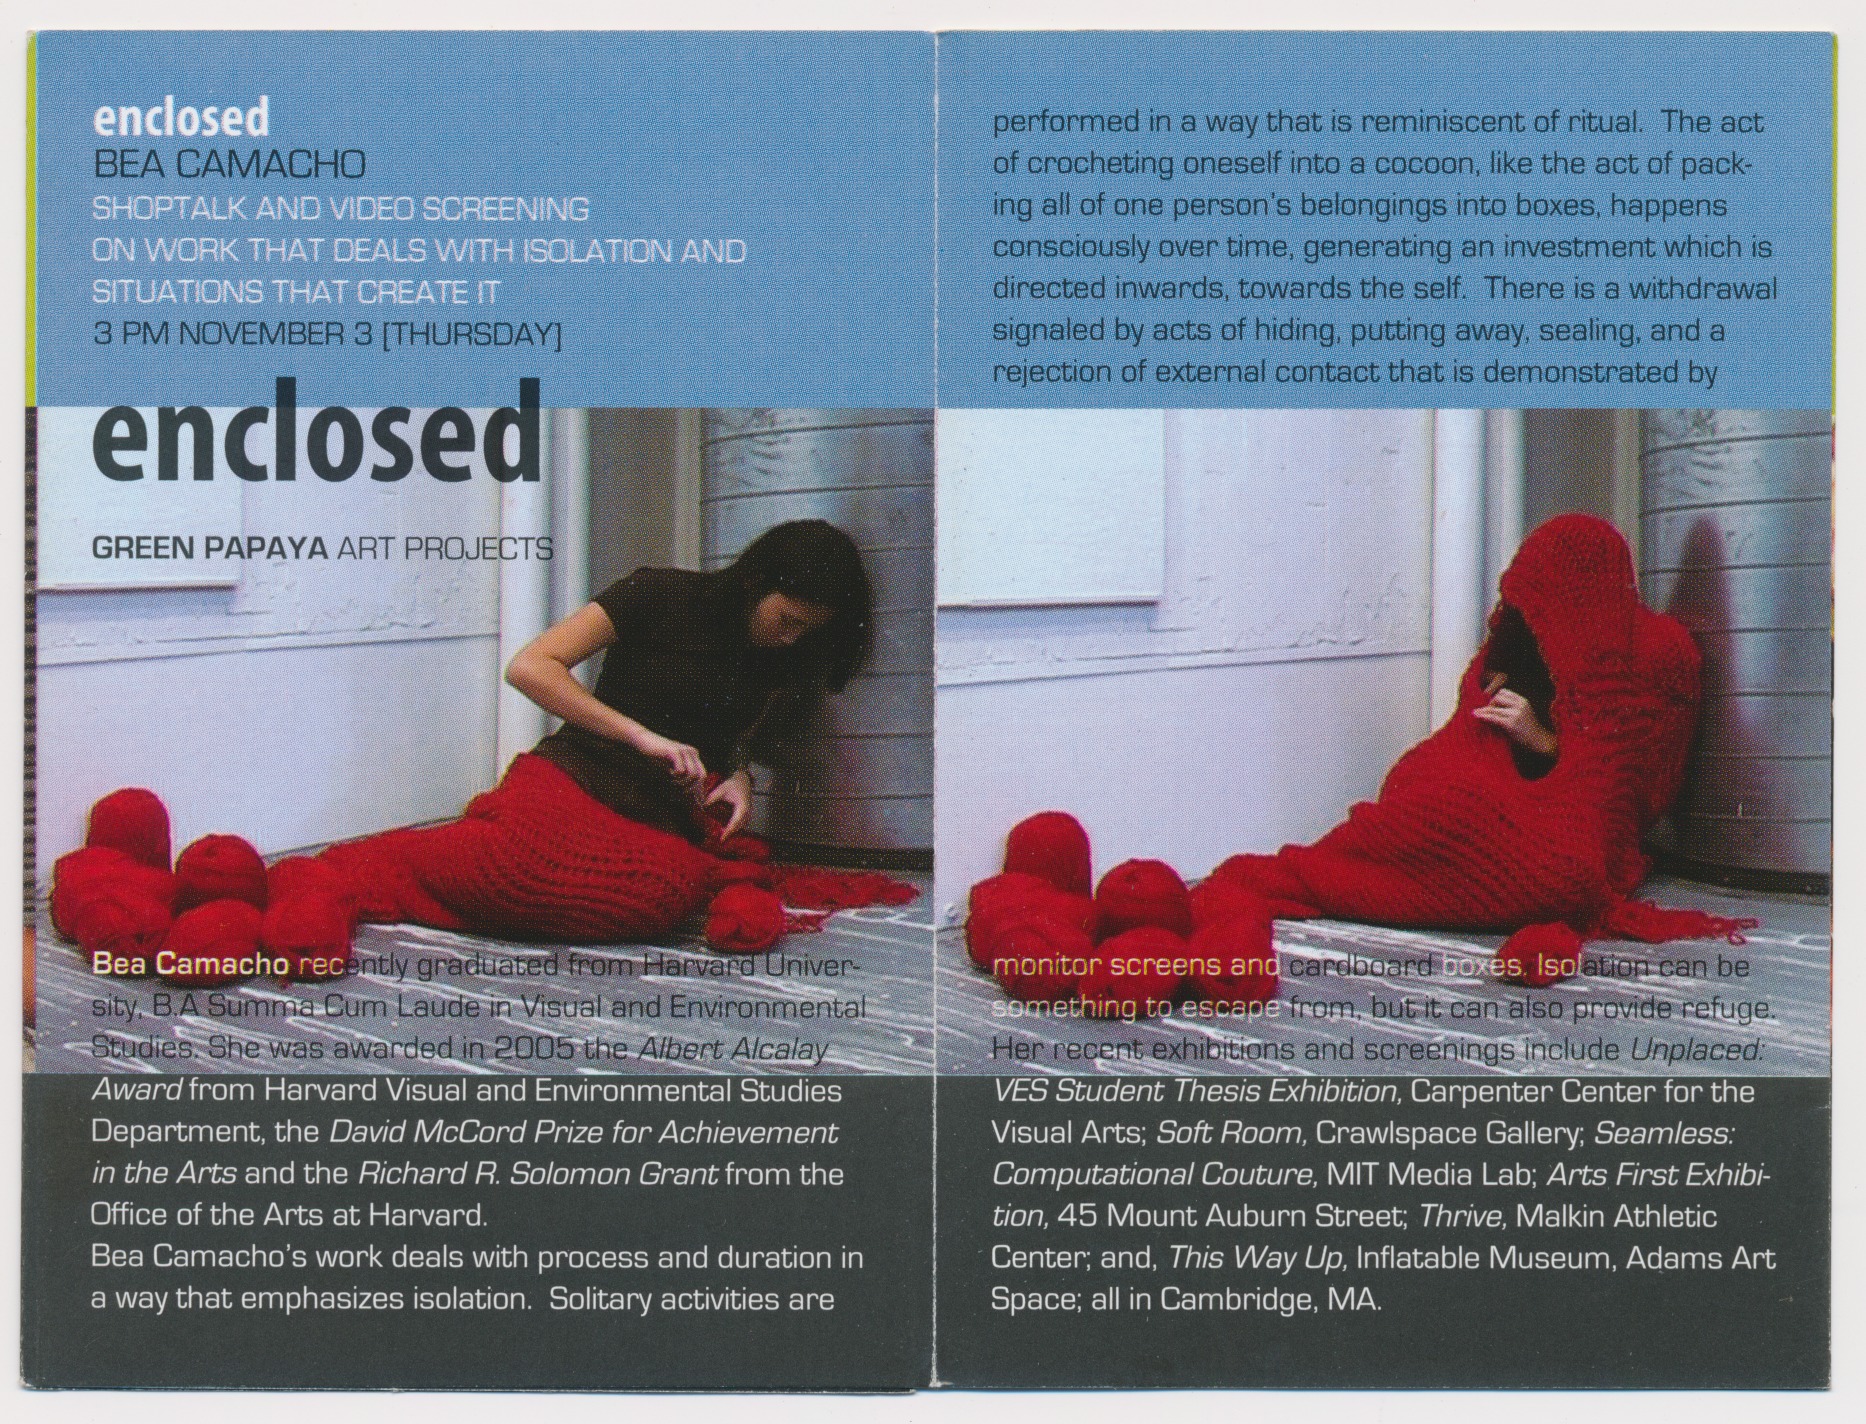 enclosed
BEA CAMACHO
SHOPTALK AND VIDEO SCREENING
ON WORK THAT DEALS WITH ISOLATION AND
SITUATIONS THAT CREATE IT
3 PM NOVEMBER 3 [THURSDAY]
enclosed
GREEN PAPAYA ART PROJECTS
Bea Camacho recently graduated from Harvard Univer-
sity, B.A Summa Cum Laude in Visual and Environmental
Studies. She was awarded in 2005 the Albert Alcalay
Award from Harvard Visual and Environmental Studies
Department, the David McCord Prize for Achievement
in the Arts and the Richard R. Solomon Grant from the
Office of the Arts at Harvard.
Bea Camacho's work deals with process and duration in
a way that emphasizes isolation.  Solitary activities are
performed in a way that is reminiscent of ritual.  The act
of crocheting oneself into a cocoon, like the act of pack-
ing all of one person's belongings into boxes, happens
consciously over time, generating an investment which is
directed inwards, towards the self.  There is a withdrawal
signaled by acts of hiding, putting away, sealing, and a
rejection of external contact that is demonstrated by
monitor screens and cardboard boxes. Isolation can be
something to escape from, but it can also provide refuge.
Her recent exhibitions and screenings include Unplaced:
VES Student Thesis Exhibition, Carpenter Center for the
Visual Arts; Soft Room, Crawlspace Gallery; Seamless:
Computational Couture, MIT Media Lab; Arts First Exhibi-
tion, 45 Mount Auburn Street; Thrive, Malkin Athletic
Center; and, This Way Up, Inflatable Museum, Adams Art
Space; all in Cambridge, MA.